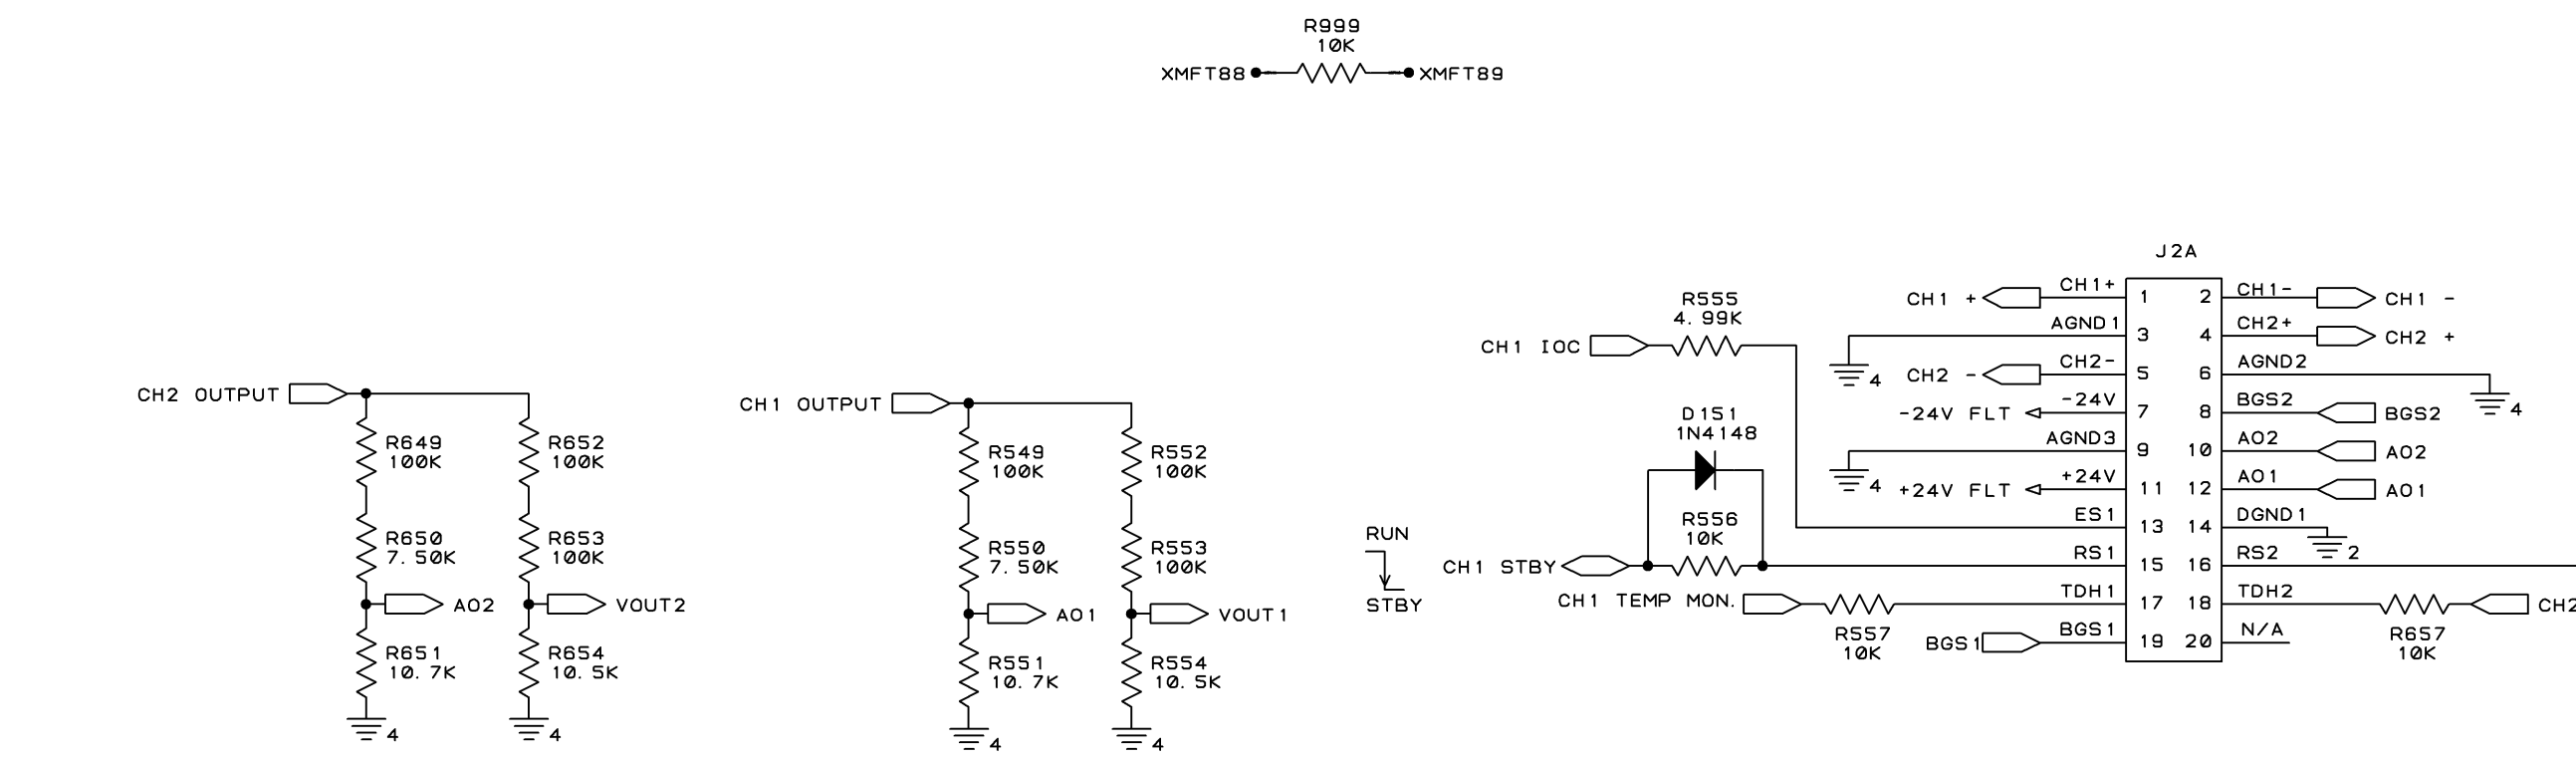 R999
10K
XMFT88
XMFT89
CH2 OUTPUT
R649
100K
R652
100K
R650
7.50K
R653
100K
AO2
VOUT2
R651
10.7K
R654
10.5K
4
4
CH1 OUTPUT
R549
100K
R552
100K
R550
7.50K
R553
100K
AO1
VOUT1
R551
10.7K
R554
10.5K
4
4
RUN
STBY
R555
4.99K
CH1 IOC
D151
1N4148
R556
10K
CH1 STBY
CH1 TEMP MON.
R557
10K
BGS1
J2A
CH1 + CH1+ 1 2 CH1- CH1 -
AGND1 3 4 CH2+ CH2 +
4
CH2 - CH2- 5 6 AGND2
4
-24V FLT -24V 7 8 BGS2 BGS2
AGND3 9 10 AO2 AO2
4
+24V FLT +24V 11 12 AO1 AO1
ES1 13 14 DGND1
2
RS1 15 16 RS2
TDH1 17 18 TDH2 CH2
BGS1 19 20 N/A
R657
10K